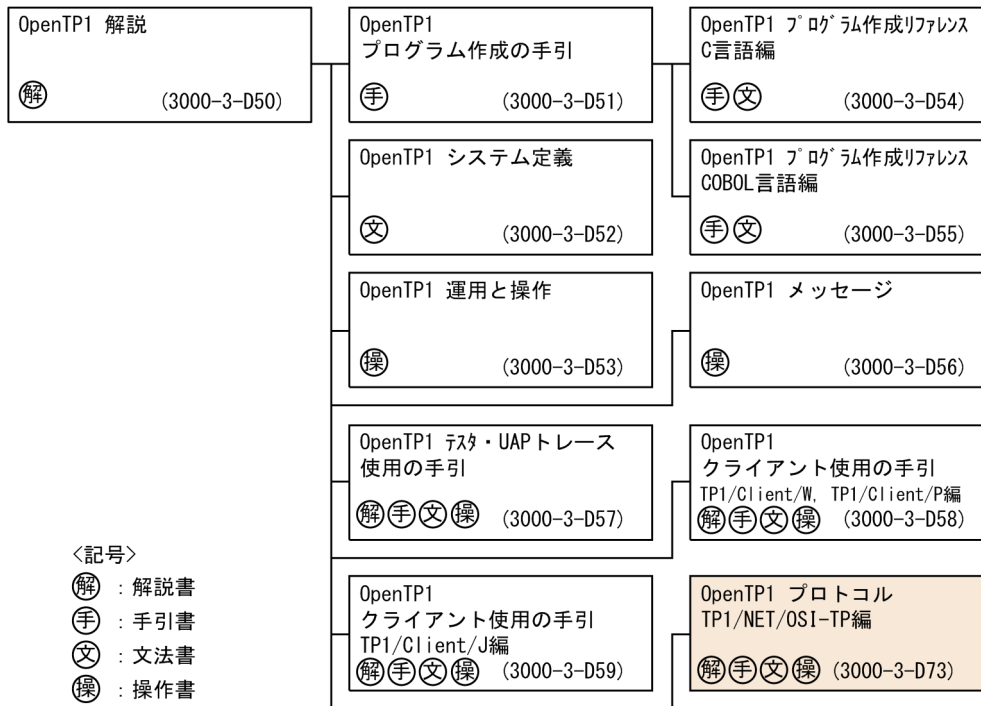 OpenTP1 解説
㊙解 (3000-3-D50)
OpenTP1
プログラム作成の手引
手 (3000-3-D51)
OpenTP1 プログラム作成リファレンス
C言語編
手 文 (3000-3-D54)
OpenTP1 システム定義
文 (3000-3-D52)
OpenTP1 プログラム作成リファレンス
COBOL言語編
手 文 (3000-3-D55)
OpenTP1 運用と操作
操 (3000-3-D53)
OpenTP1 メッセージ
操 (3000-3-D56)
OpenTP1 テスタ・UAPトレース
使用の手引
解 手 文 操 (3000-3-D57)
OpenTP1
クライアント使用の手引
TP1/Client/W, TP1/Client/P編
解 手 文 操 (3000-3-D58)
OpenTP1
クライアント使用の手引
TP1/Client/J編
解 手 文 操 (3000-3-D59)
OpenTP1 プロトコル
TP1/NET/OSI-TP編
解 手 文 操 (3000-3-D73)
〈記号〉
解 : 解説書
手 : 手引書
文 : 文法書
操 : 操作書